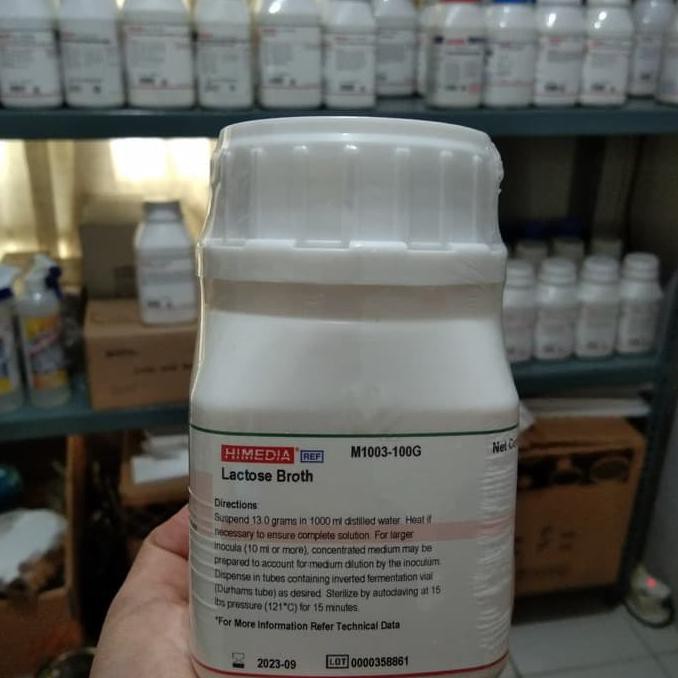 HIMEDIA REF M1003-100G Net
Lactose Broth
Directions:
Suspend 13.0 grams in 1000 ml distilled water. Heat if
necessary to ensure complete solution. For larger
inocula (10 ml or more), concentrated medium may be
prepared to account for medium dilution by the inoculum.
Dispense in tubes containing inverted fermentation vial
(Durhams tube) as desired. Sterilize by autoclaving at 15
lbs pressure (121°C) for 15 minutes.
*For More Information Refer Technical Data
2023-09 LOT 0000358861